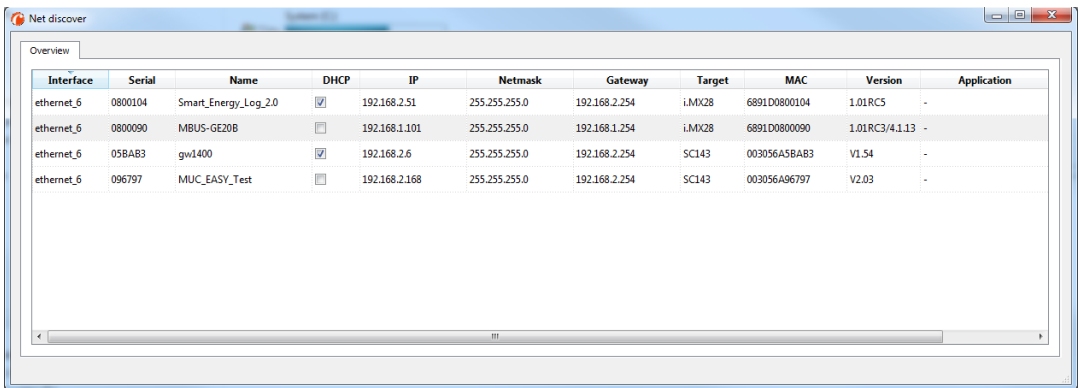 Net discover
Overview
Interface Serial Name DHCP IP Netmask Gateway Target MAC Version Application
ethernet_6 0800104 Smart_Energy_Log_2.0 192.168.2.51 255.255.255.0 192.168.2.254 i.MX28 6891D0800104 1.01RC5 -
ethernet_6 0800090 MBUS-GE20B 192.168.1.101 255.255.255.0 192.168.1.254 i.MX28 6891D0800090 1.01RC3/4.1.13 -
ethernet_6 05BAB3 gw1400 192.168.2.6 255.255.255.0 192.168.2.254 SC143 003056A5BAB3 V1.54 -
ethernet_6 096797 MUC_EASY_Test 192.168.2.168 255.255.255.0 192.168.2.254 SC143 003056A96797 V2.03 -